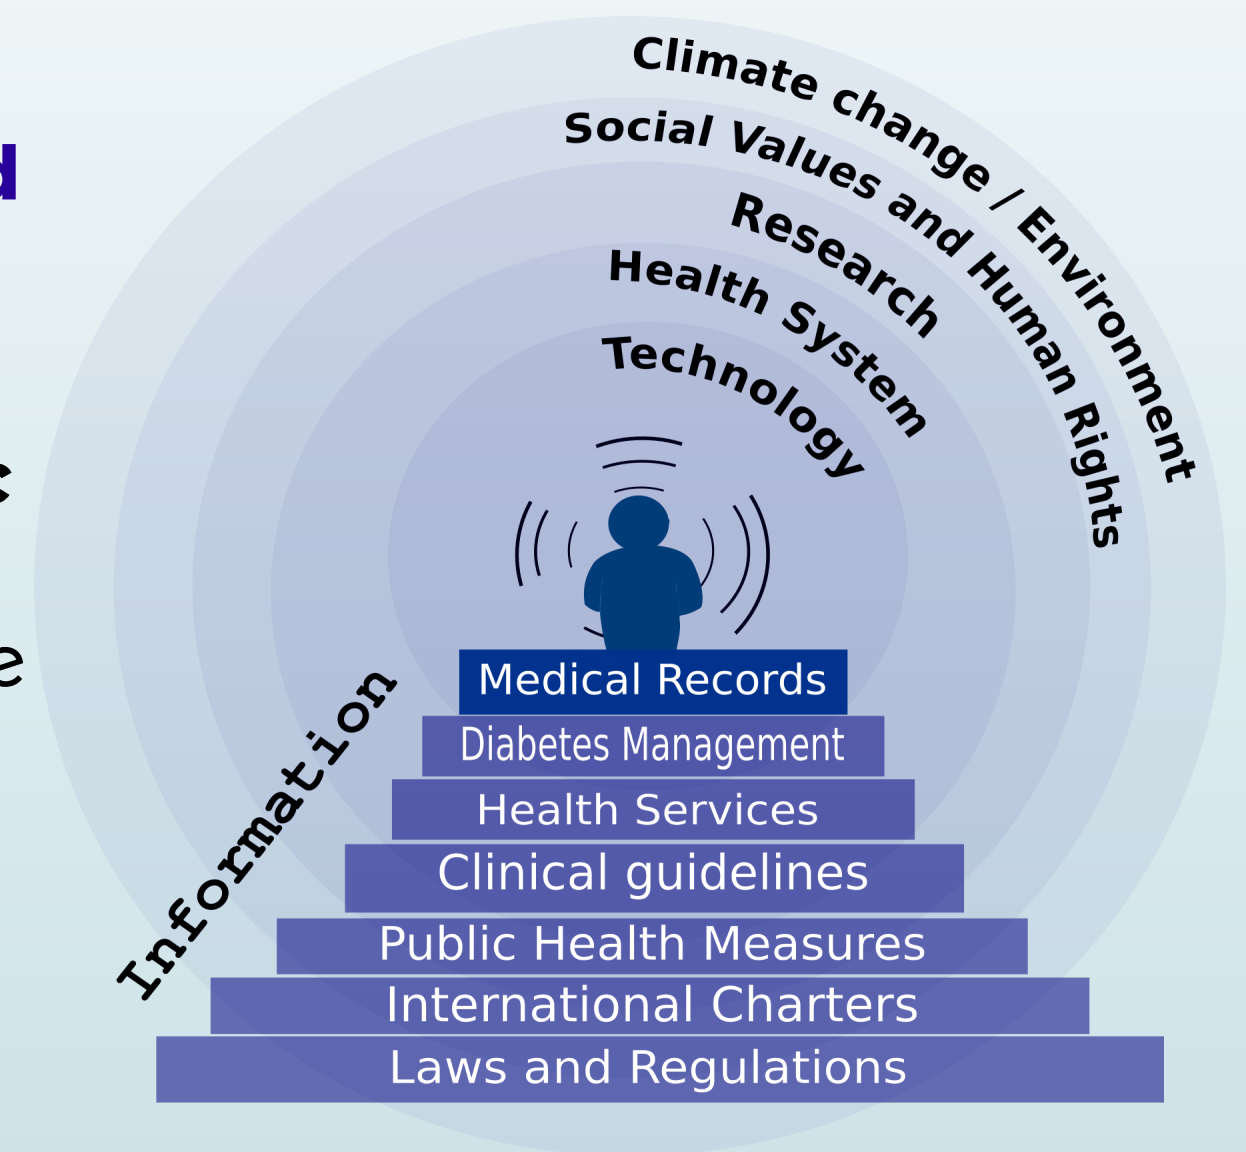 d
c
e
Climate change / Environment
Social Values and Human Rights
Research
Health System
Technology
Information
Medical Records
Diabetes Management
Health Services
Clinical guidelines
Public Health Measures
International Charters
Laws and Regulations